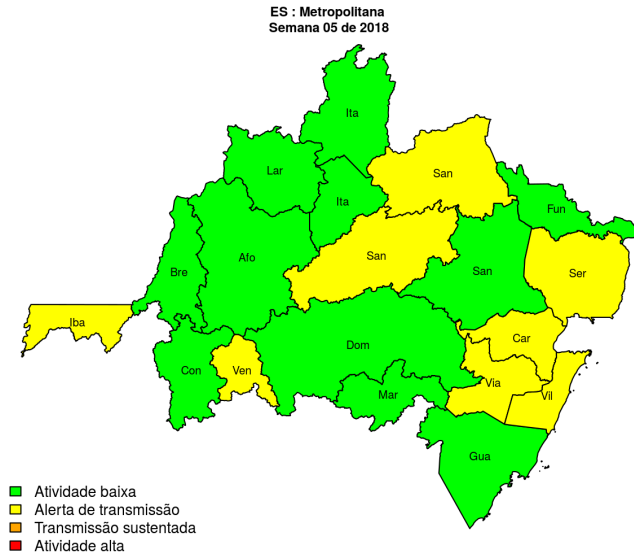 ES : Metropolitana
Semana 05 de 2018
Ita
Lar
San
Ita
Fun
Afo
San
Bre
San
Ser
Iba
Car
Dom
Con
Ven
Via
Mar
Vil
Gua
Atividade baixa
Alerta de transmissão
Transmissão sustentada
Atividade alta